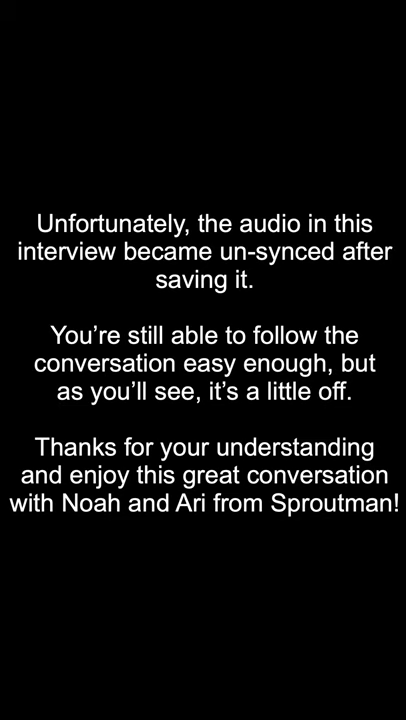 Unfortunately, the audio in this
interview became un-synced after
saving it.
You’re still able to follow the
conversation easy enough, but
as you’ll see, it’s a little off.
Thanks for your understanding
and enjoy this great conversation
with Noah and Ari from Sproutman!